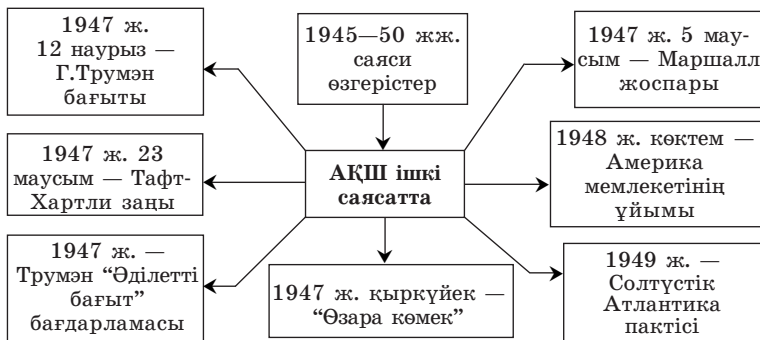 1947 ж.
12 наурыз —
Г.Трумэн
бағыты
1945—50 жж.
саяси
өзгерістер
1947 ж. 5 мау-
сым — Маршалл
жоспары
1947 ж. 23
маусым — Тафт-
Хартли заңы
АҚШ ішкі
саясатта
1948 ж. көктем —
Америка
мемлекетінің
ұйымы
1947 ж. —
Трумэн “Әділетті
бағыт”
бағдарламасы
1947 ж. қыркүйек —
“Өзара көмек”
1949 ж. —
Солтүстік
Атлантика
пактісі